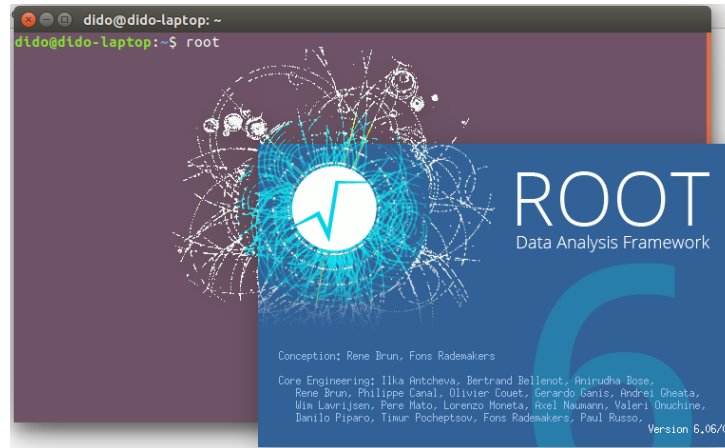 dido@dido-laptop: ~
dido@dido-laptop:~$ root
ROOT
Data Analysis Framework
6
Conception: Rene Brun, Fons Rademakers
Core Engineering: Ilka Antcheva, Bertrand Bellenot, Anirudha Bose,
Rene Brun, Philippe Canal, Olivier Couet, Gerardo Ganis, Andrei Gheata,
Wim Lavrijsen, Pere Mato, Lorenzo Moneta, Axel Naumann, Valeri Onuchine,
Danilo Piparo, Timur Pocheptsov, Fons Rademakers, Paul Russo,
Version 6.06/